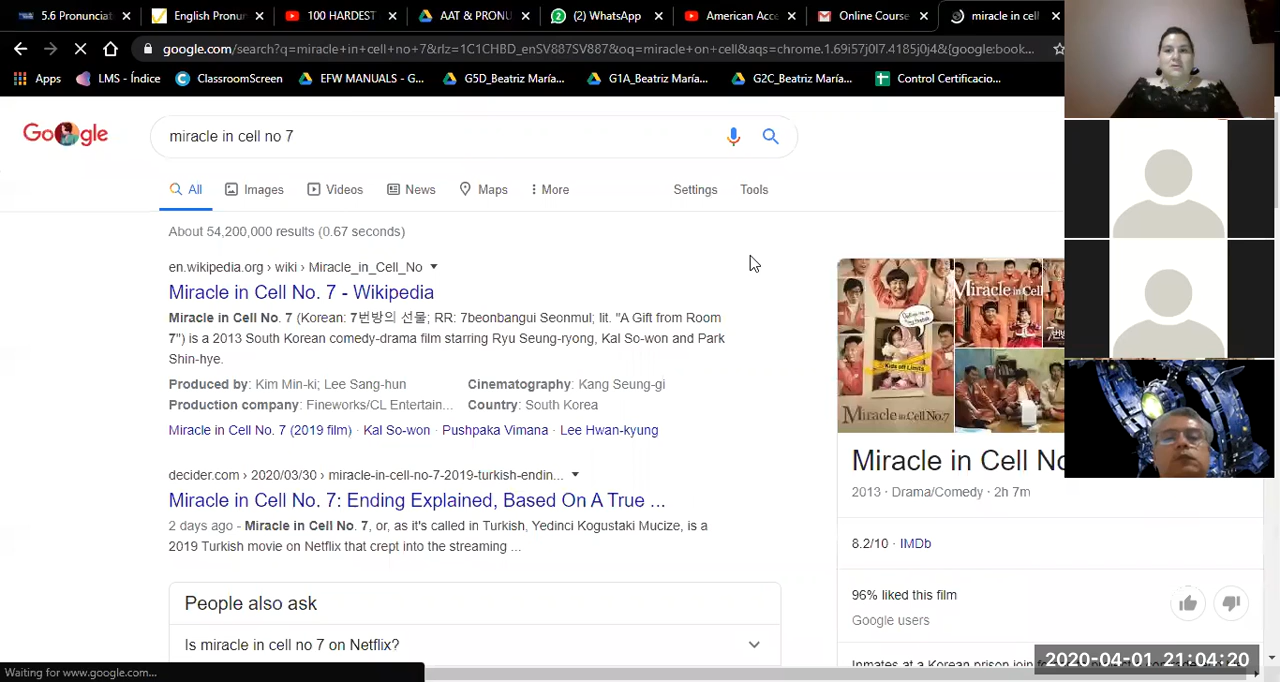 5.6 Pronunciati
English Pronun
100 HARDEST
AAT & PRONU
(2) WhatsApp
American Acce
Online Course
miracle in cell
google.com/search?q=miracle+in+cell+no+7&rlz=1C1CHBD_enSV887SV887&oq=miracle+on+cell&aqs=chrome.1.69i57j0l7.4185j0j4&{google:book...
Apps
LMS - Índice
ClassroomScreen
EFW MANUALS - G...
G5D_Beatriz María...
G1A_Beatriz María...
G2C_Beatriz María...
Control Certificacio...
Google
miracle in cell no 7
All
Images
Videos
News
Maps
More
Settings
Tools
About 54,200,000 results (0.67 seconds)
en.wikipedia.org › wiki › Miracle_in_Cell_No
Miracle in Cell No. 7 - Wikipedia
Miracle in Cell No. 7 (Korean: 7번방의 선물; RR: 7beonbangui Seonmul; lit. "A Gift from Room
7") is a 2013 South Korean comedy-drama film starring Ryu Seung-ryong, Kal So-won and Park
Shin-hye.
Produced by: Kim Min-ki; Lee Sang-hun
Cinematography: Kang Seung-gi
Production company: Fineworks/CL Entertain...
Country: South Korea
Miracle in Cell No. 7 (2019 film) · Kal So-won · Pushpaka Vimana · Lee Hwan-kyung
decider.com › 2020/03/30 › miracle-in-cell-no-7-2019-turkish-endin...
Miracle in Cell No. 7: Ending Explained, Based On A True ...
2 days ago - Miracle in Cell No. 7, or, as it's called in Turkish, Yedinci Kogustaki Mucize, is a
2019 Turkish movie on Netflix that crept into the streaming ...
People also ask
Is miracle in cell no 7 on Netflix?
Kids off Limits
Miracle in Cell No.7
Miracle in Cell
Miracle in Cell No
2013 · Drama/Comedy · 2h 7m
8.2/10 · IMDb
96% liked this film
Google users
Inmates at a Korean prison join
Waiting for www.google.com...
2020-04-01 21:04:20